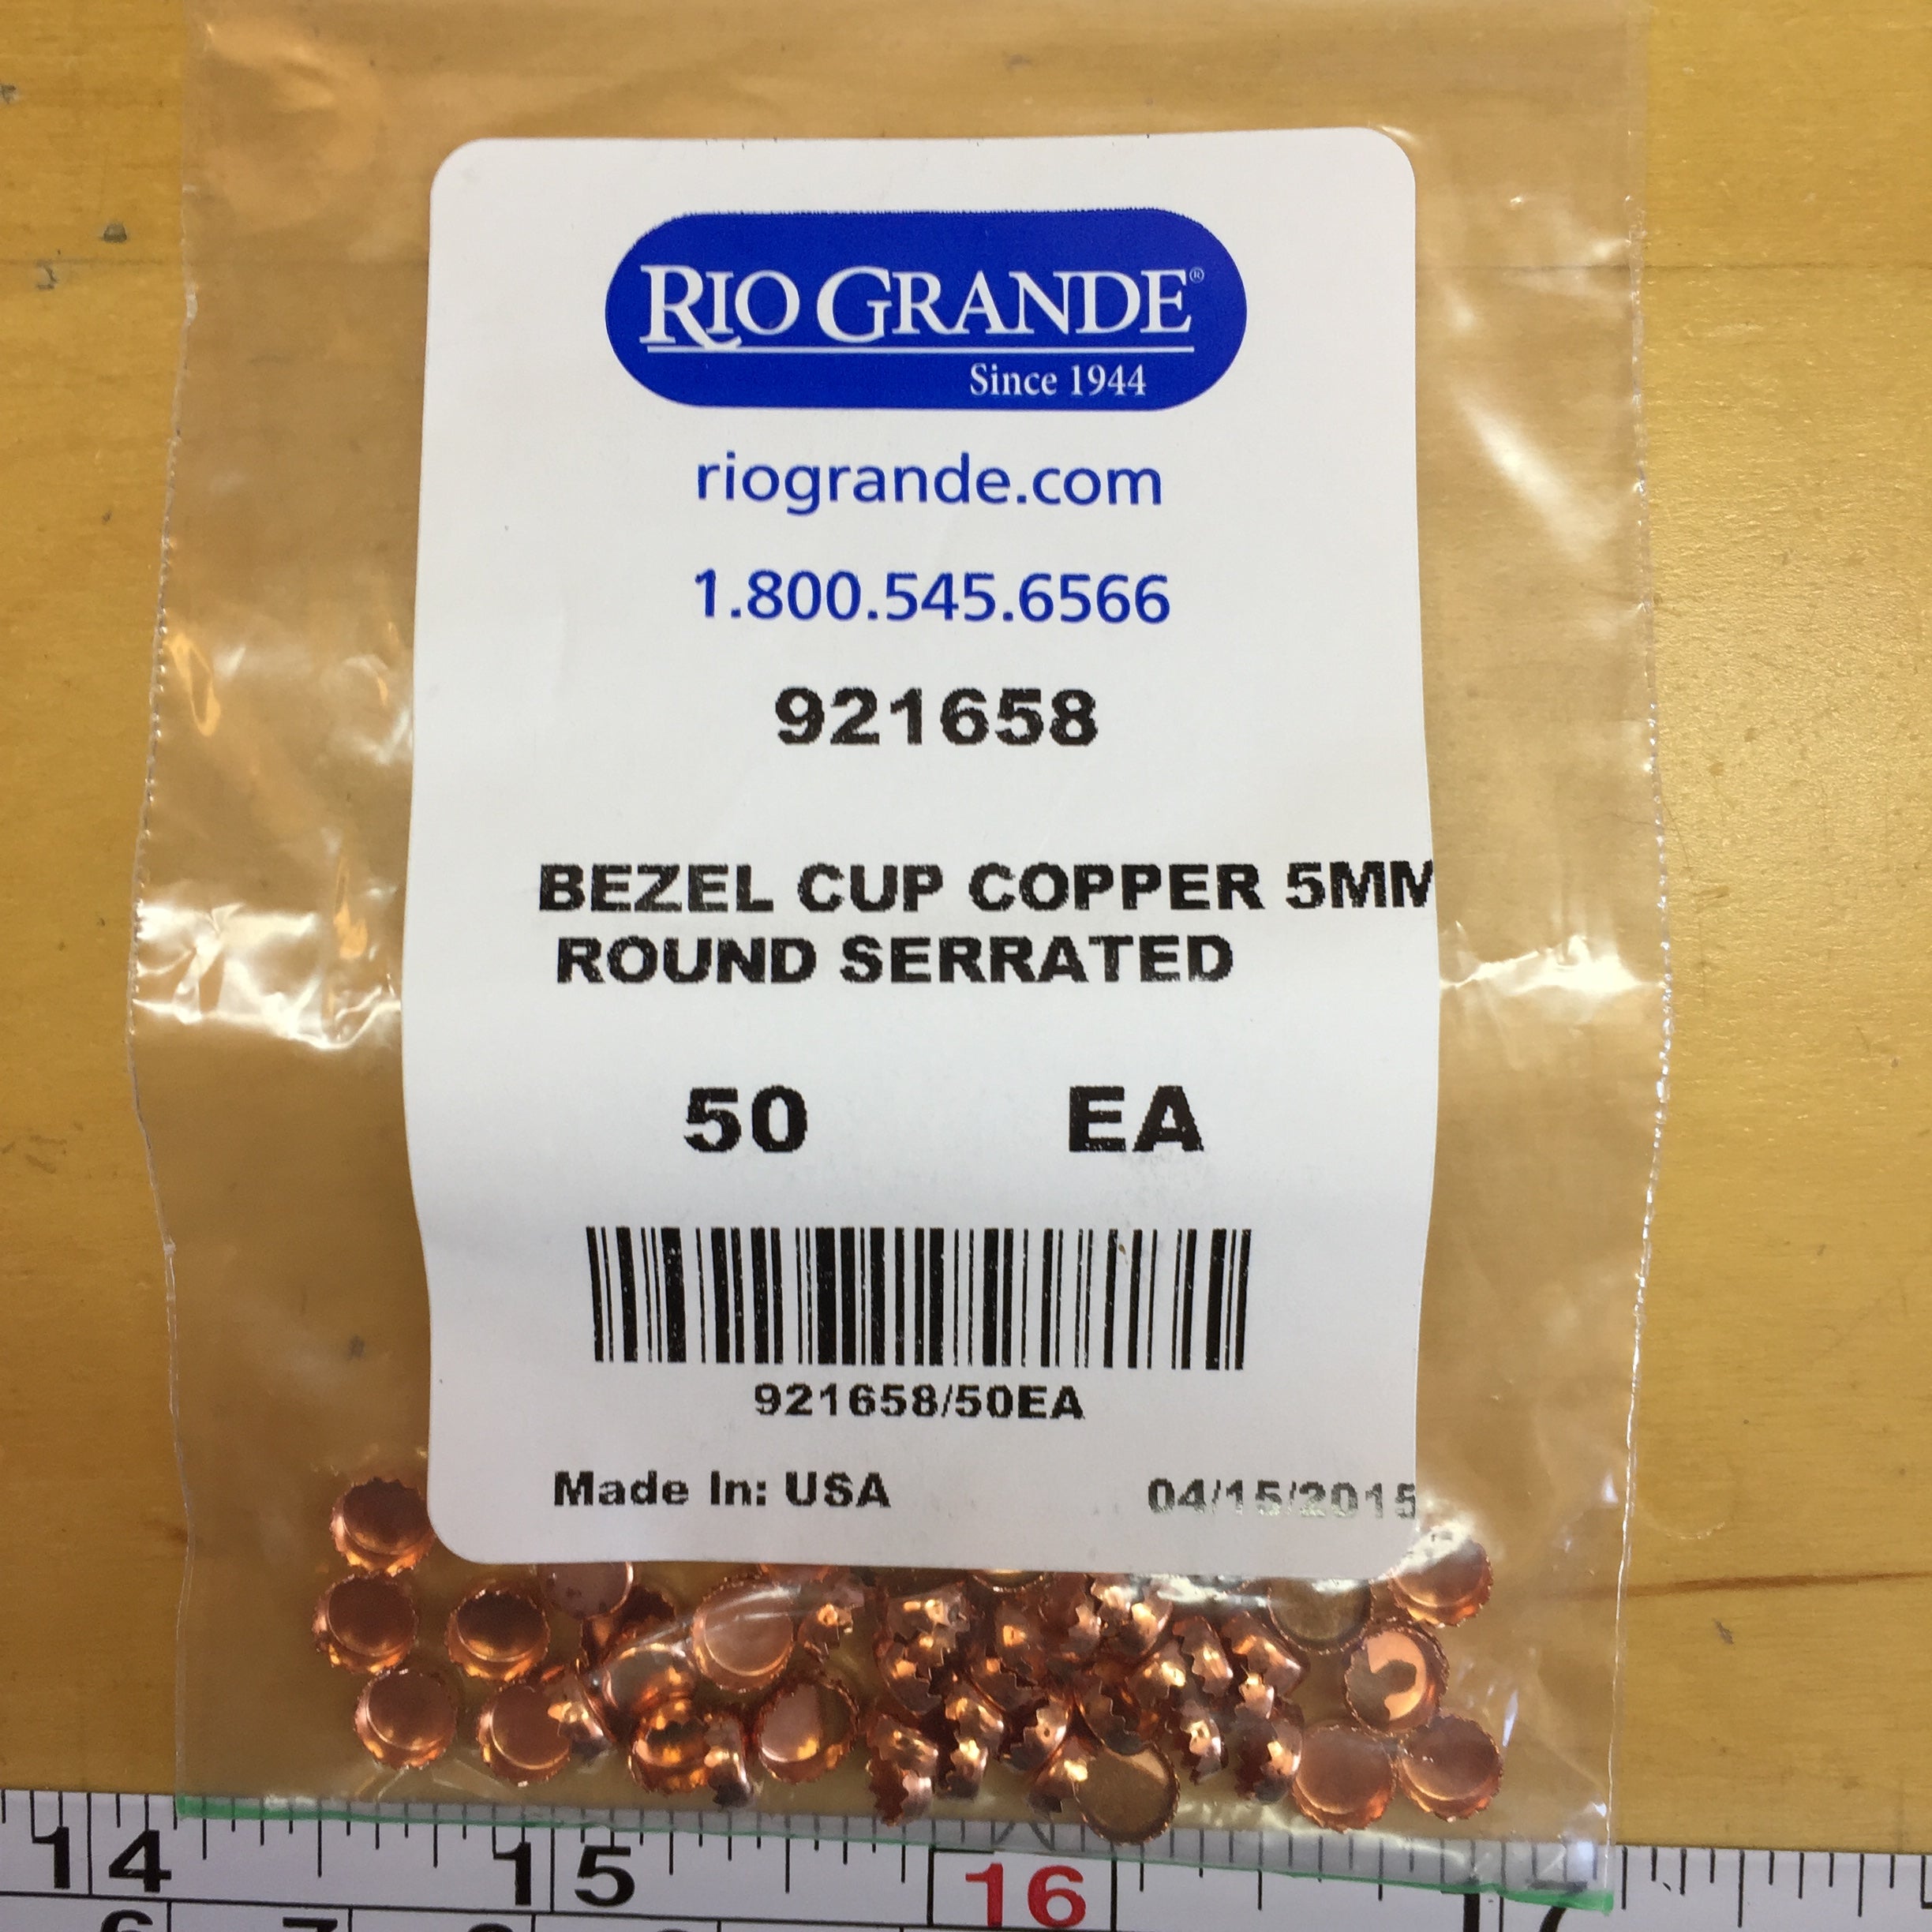 RIO GRANDE®
Since 1944
riogrande.com
1.800.545.6566
921658
BEZEL CUP COPPER 5MM
ROUND SERRATED
50 EA
921658/50EA
Made In: USA 04/15/2015
14 15 16 17